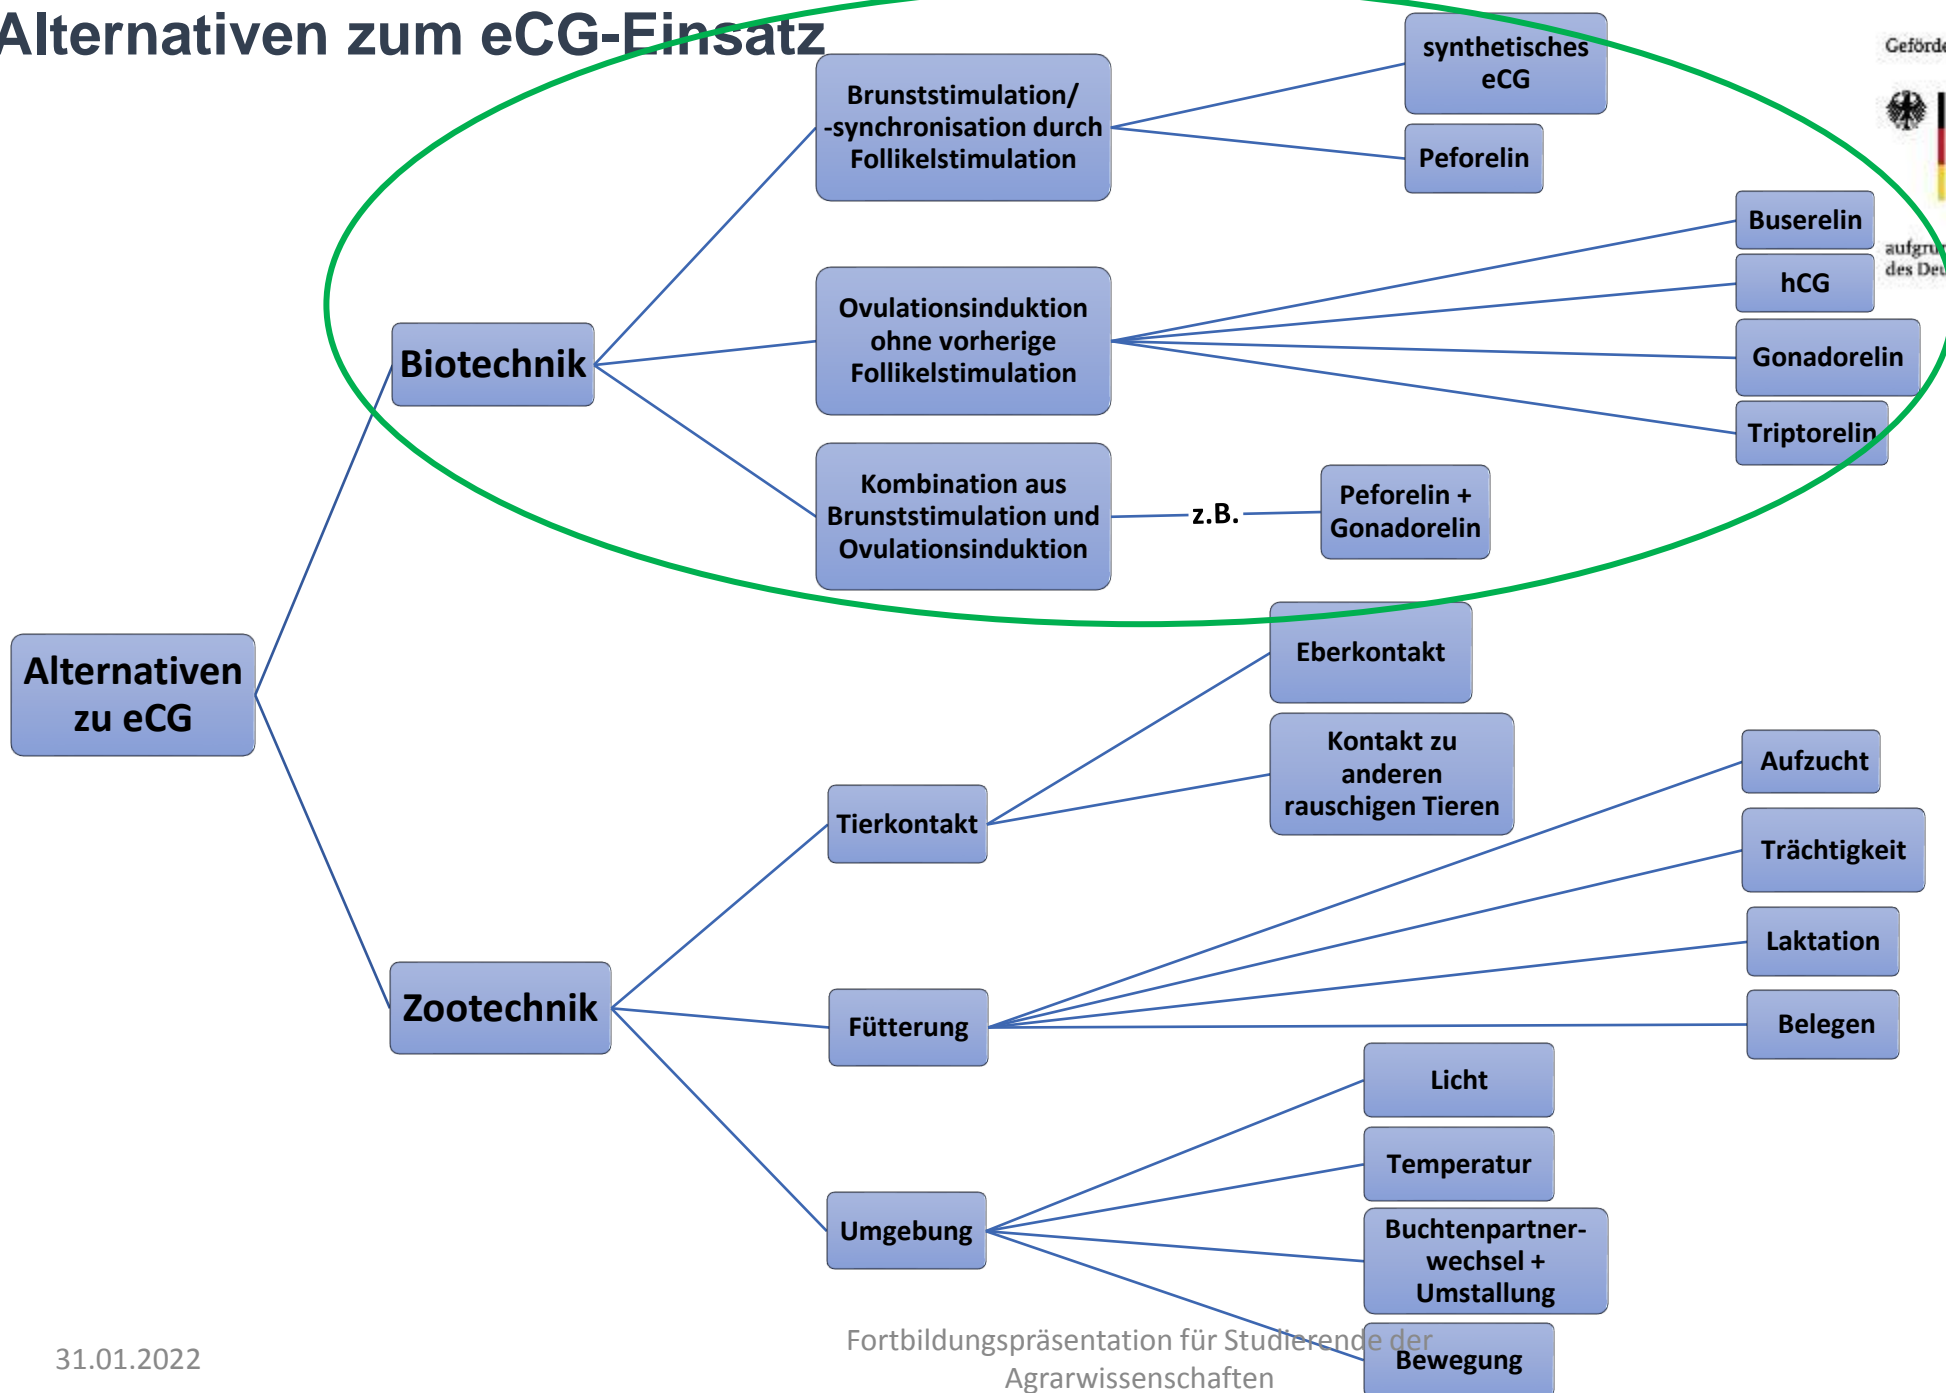 Alternativen zum eCG-Einsatz
synthetisches
eCG
Brunststimulation/
-synchronisation durch
Follikelstimulation
Peforelin
Buserelin
hCG
Ovulationsinduktion
ohne vorherige
Follikelstimulation
Gonadorelin
Biotechnik
Triptorelin
Kombination aus
Brunststimulation und
Ovulationsinduktion
z.B.
Peforelin +
Gonadorelin
Alternativen
zu eCG
Eberkontakt
Kontakt zu
anderen
rauschigen Tieren
Tierkontakt
Aufzucht
Trächtigkeit
Laktation
Zootechnik
Fütterung
Belegen
Licht
Temperatur
Umgebung
Buchtenpartner-
wechsel +
Umstallung
Bewegung
31.01.2022
Fortbildungspräsentation für Studierende der
Agrarwissenschaften
des